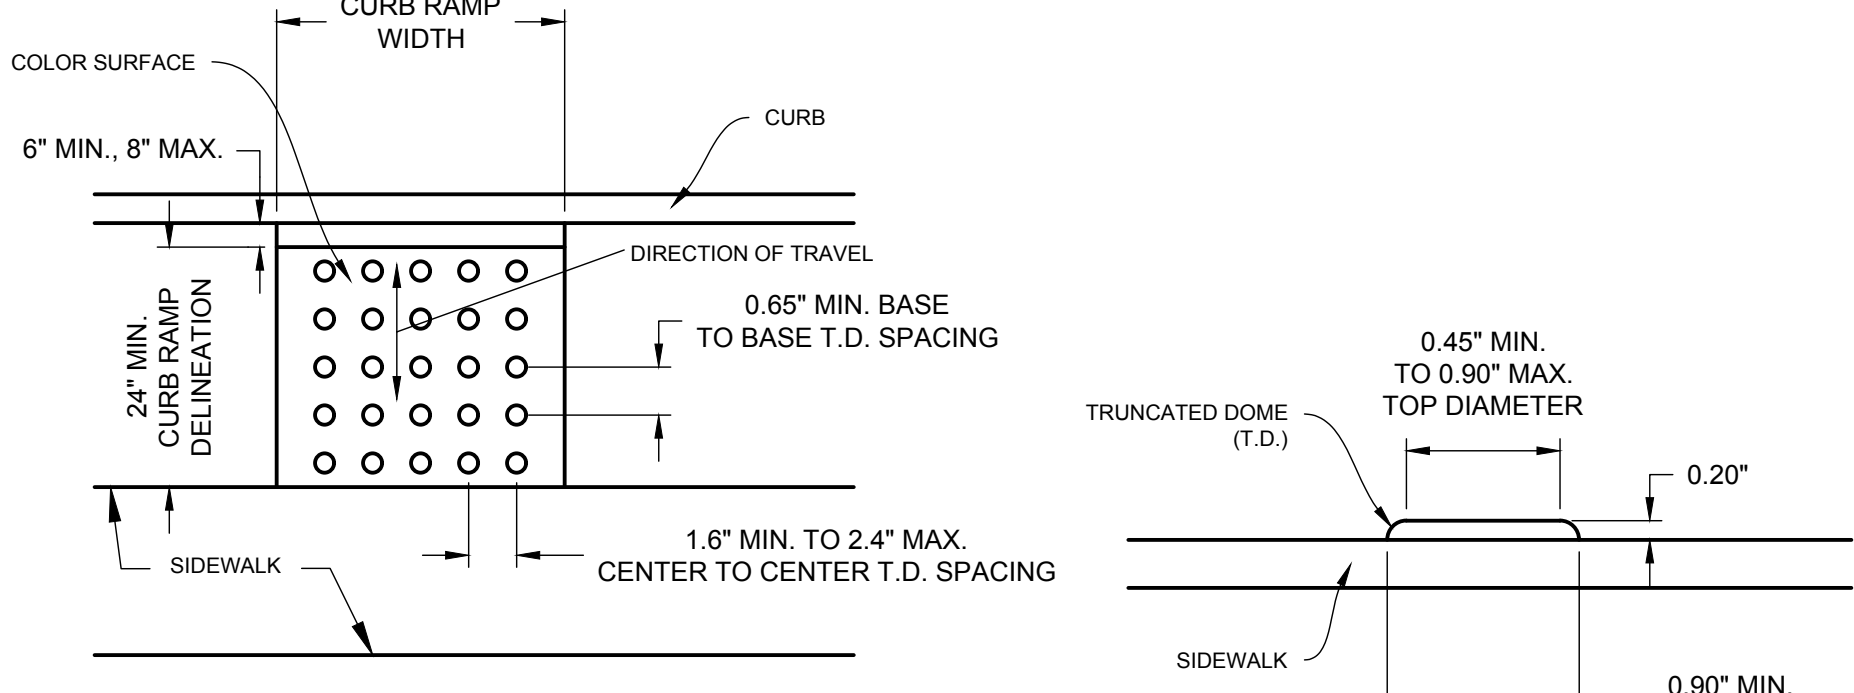 CURB RAMP
WIDTH
COLOR SURFACE
CURB
6" MIN., 8" MAX.
DIRECTION OF TRAVEL
24" MIN.
CURB RAMP
DELINEATION
0.65" MIN. BASE
TO BASE T.D. SPACING
SIDEWALK
1.6" MIN. TO 2.4" MAX.
CENTER TO CENTER T.D. SPACING
0.45" MIN.
TO 0.90" MAX.
TOP DIAMETER
TRUNCATED DOME
(T.D.)
0.20"
SIDEWALK
0.90" MIN.